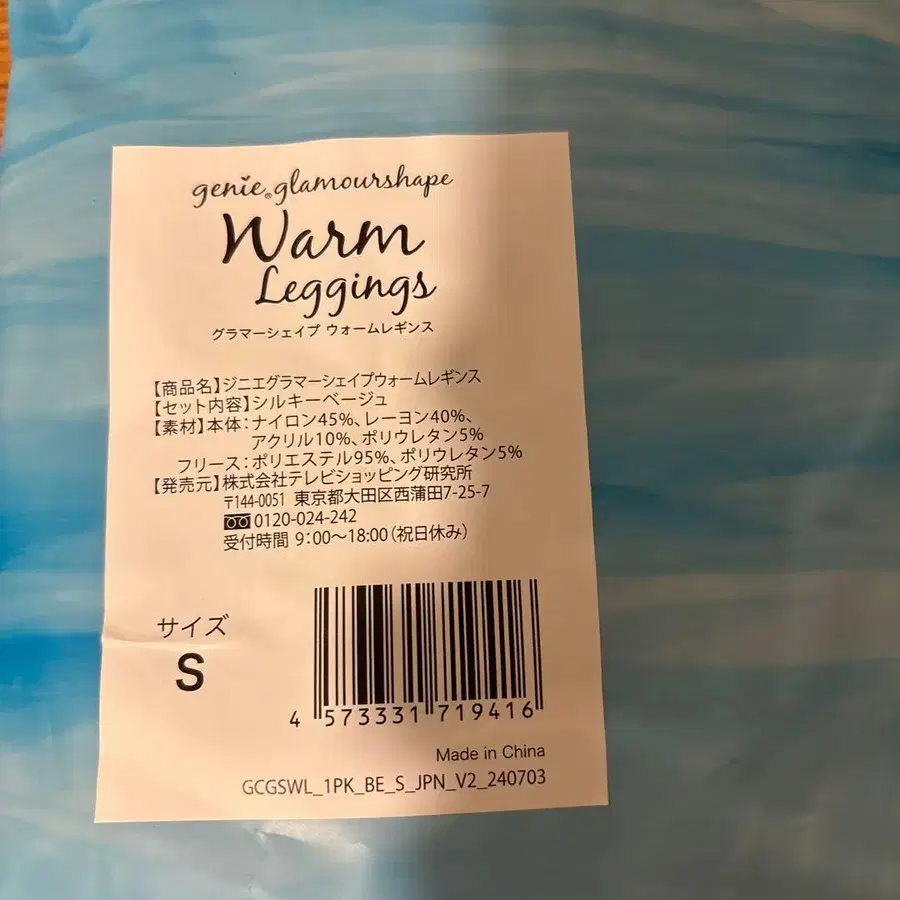 genie®glamourshape
Warm
Leggings
グラマーシェイプ ウォームレギンス
【商品名】ジニエグラマーシェイプウォームレギンス
【セット内容】シルキーベージュ
【素材】本体：ナイロン45%、レーヨン40%、
アクリル10%、ポリウレタン5%
フリース：ポリエステル95%、ポリウレタン5%
【発売元】株式会社テレビショッピング研究所
〒144-0051 東京都大田区西蒲田7-25-7
0120-024-242
受付時間 9：00～18:00（祝日休み）
サイズ
S
4 573331 719416
Made in China
GCGSWL_1PK_BE_S_JPN_V2_240703